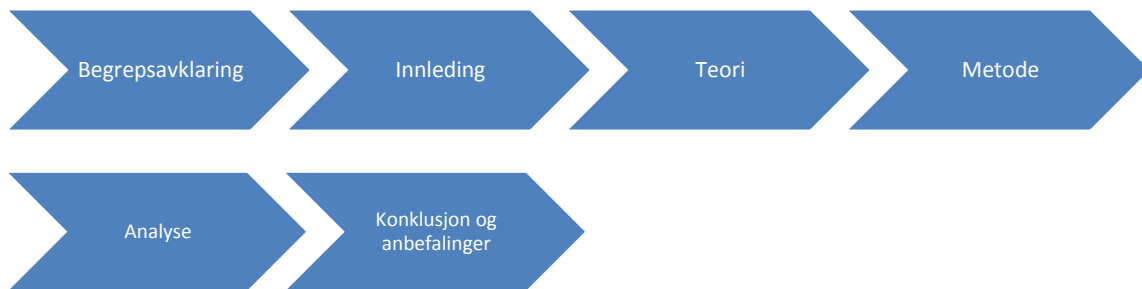 Begrepsavklaring
Innleding
Teori
Metode
Analyse
Konklusjon og
anbefalinger